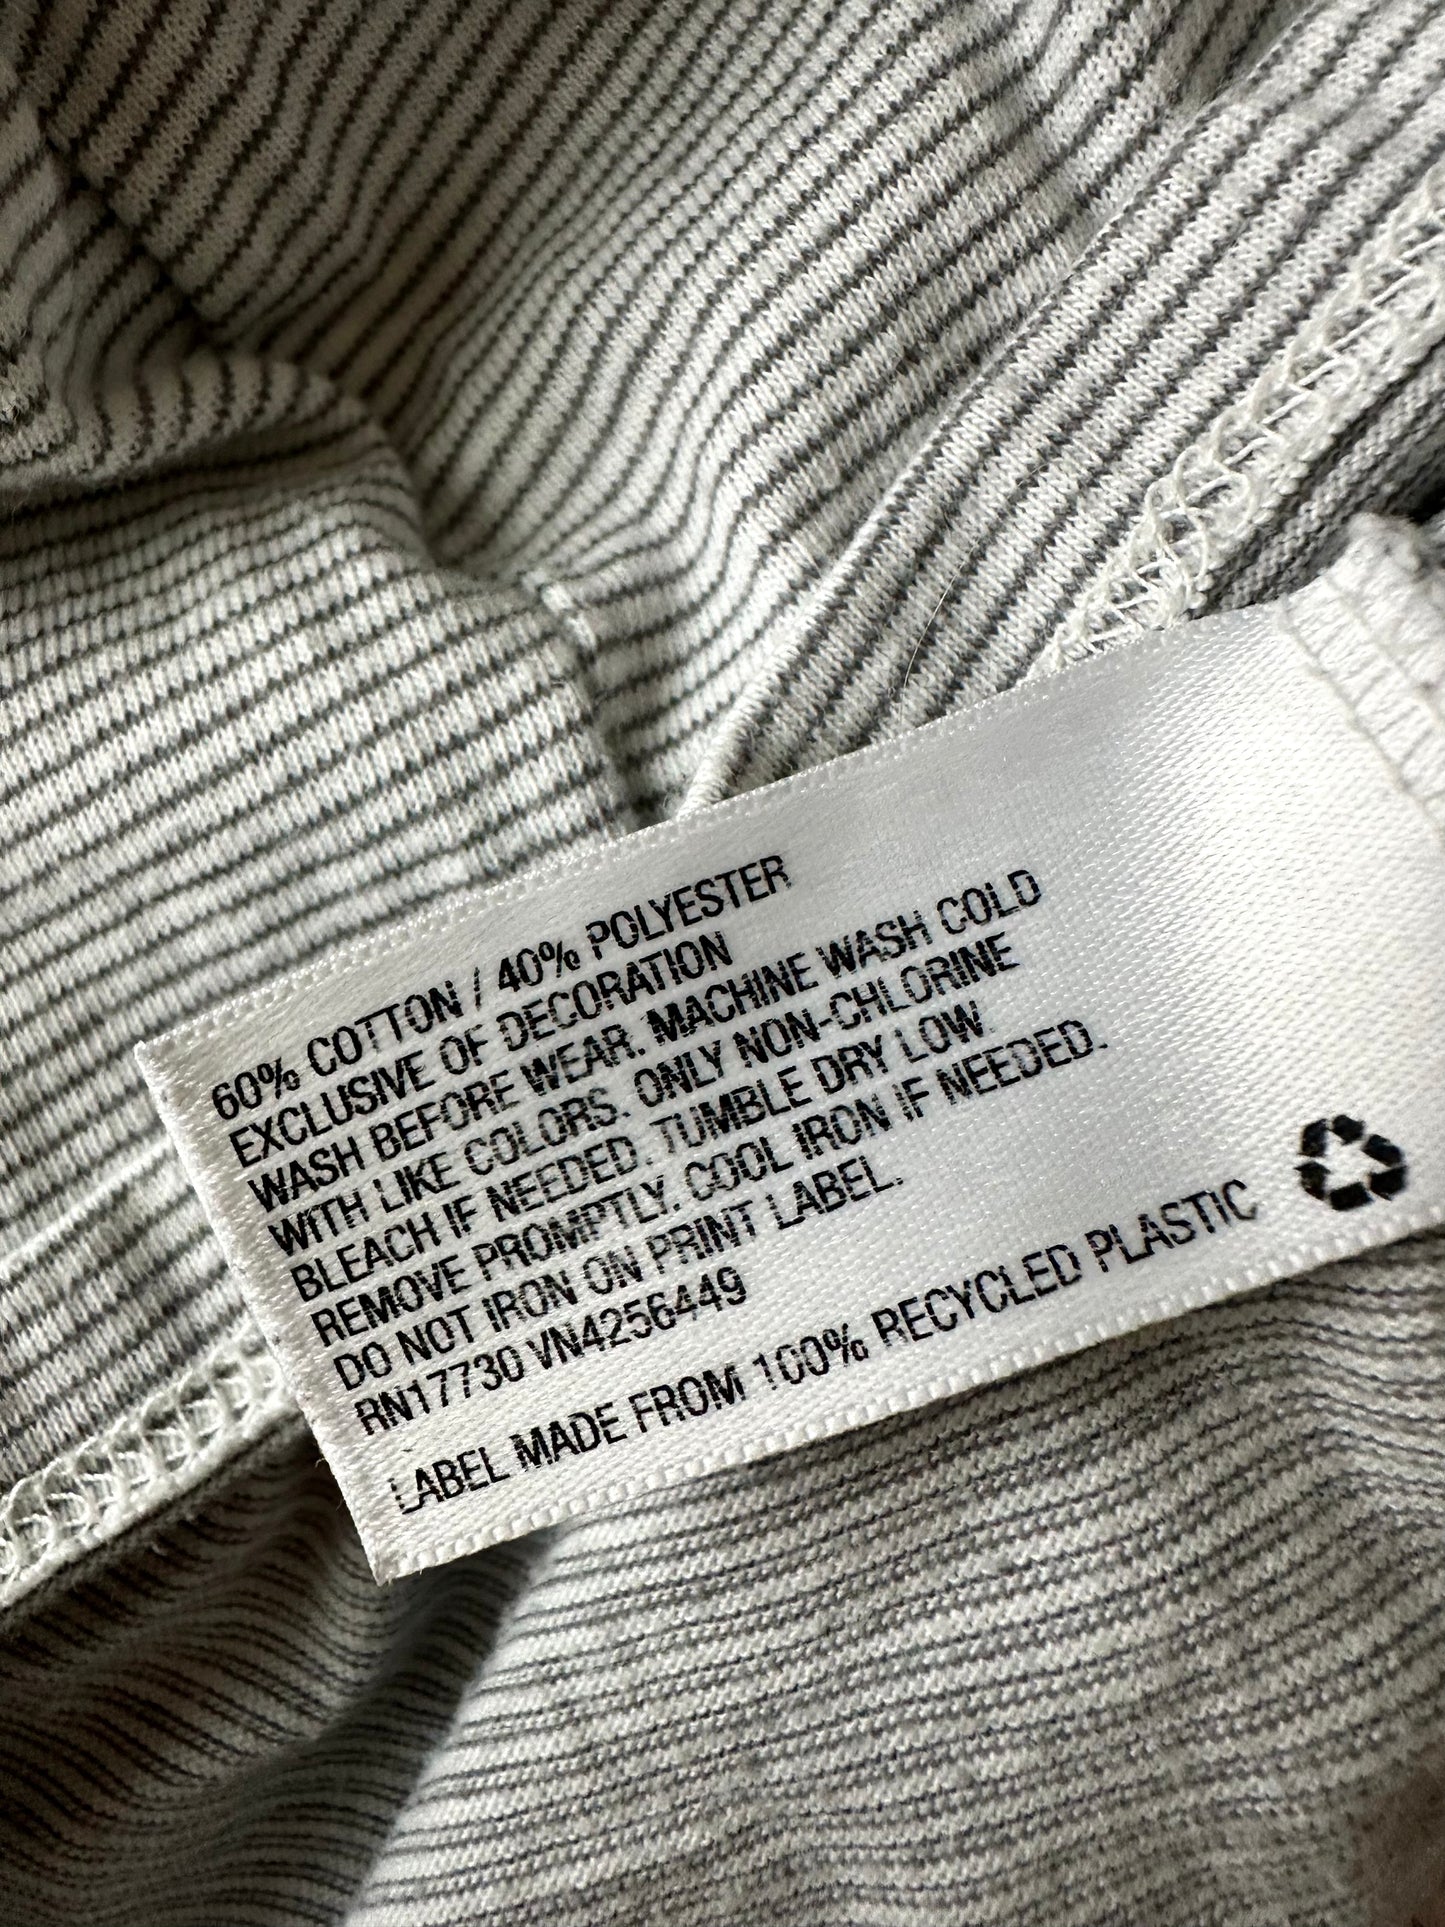 60% COTTON / 40% POLYESTER
EXCLUSIVE OF DECORATION
WASH BEFORE WEAR. MACHINE WASH COLD
WITH LIKE COLORS. ONLY NON-CHLORINE
BLEACH IF NEEDED. TUMBLE DRY LOW.
REMOVE PROMPTLY. COOL IRON IF NEEDED.
DO NOT IRON ON PRINT LABEL.
RN17730 VN4256449
LABEL MADE FROM 100% RECYCLED PLASTIC